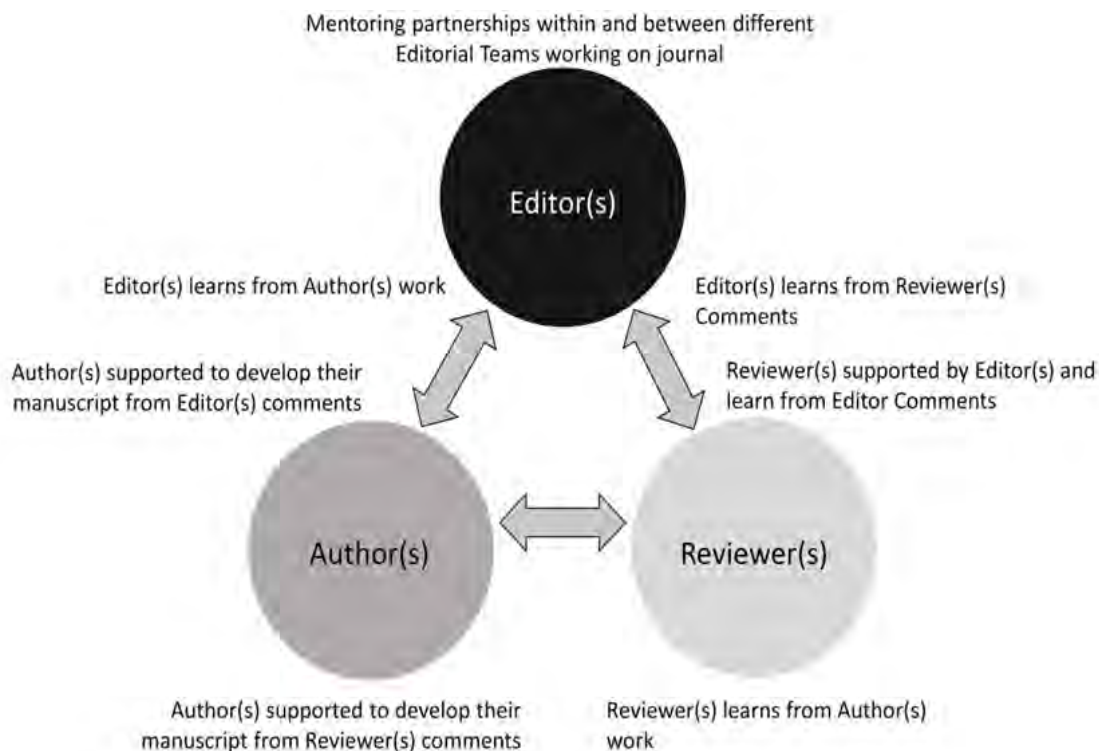 Mentoring partnerships within and between different
Editorial Teams working on journal
Editor(s)
Editor(s) learns from Author(s) work
Editor(s) learns from Reviewer(s)
Comments
Author(s) supported to develop their
manuscript from Editor(s) comments
Reviewer(s) supported by Editor(s) and
learn from Editor Comments
Author(s)
Reviewer(s)
Author(s) supported to develop their
manuscript from Reviewer(s) comments
Reviewer(s) learns from Author(s)
work